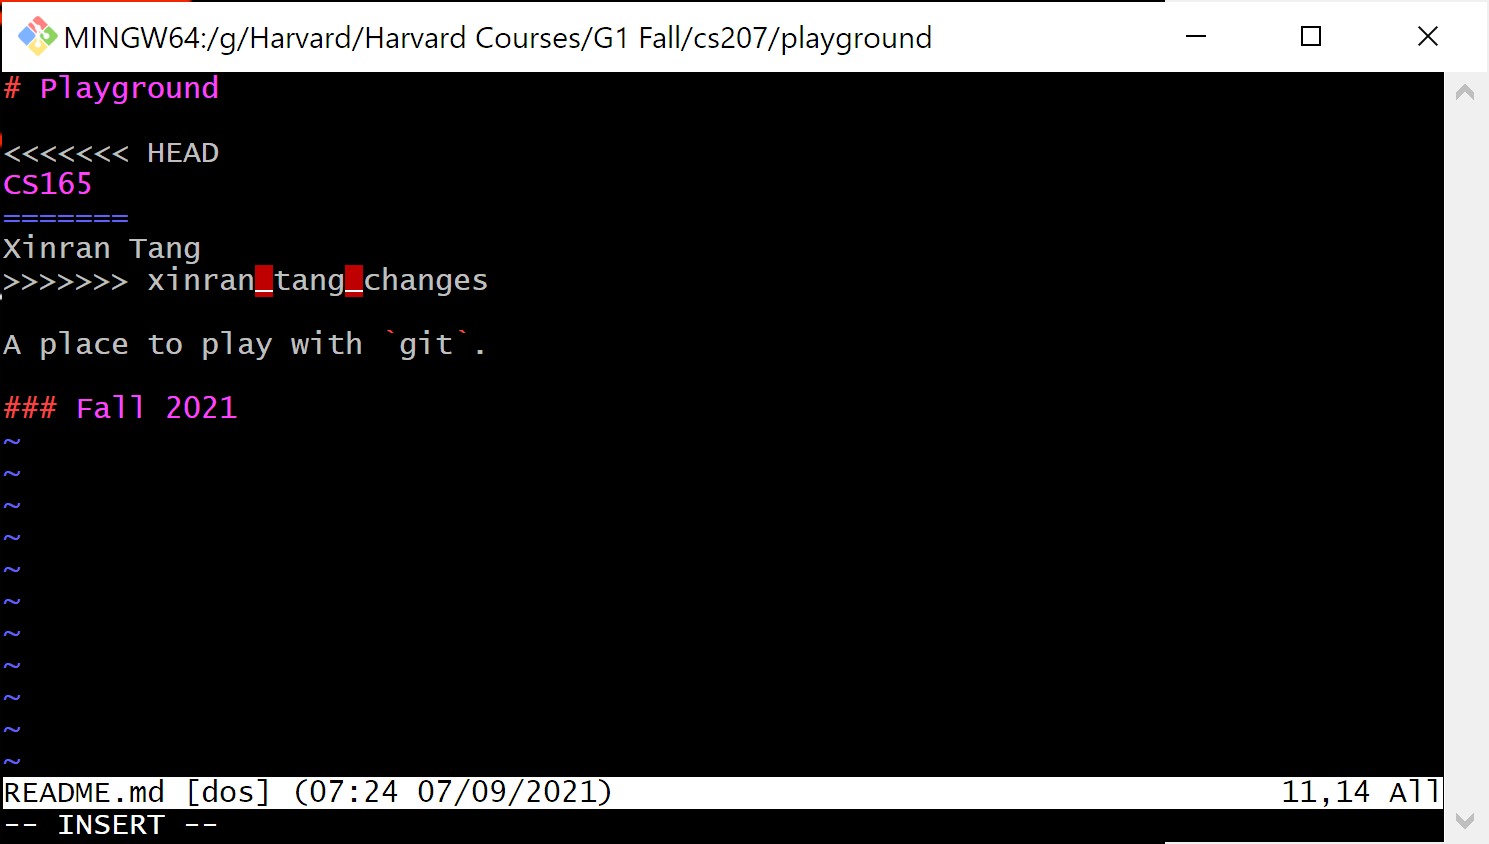 MINGW64:/g/Harvard/Harvard Courses/G1 Fall/cs207/playground
# Playground
<<<<<<< HEAD
CS165
=======
Xinran Tang
>>>>>>> xinran_tang_changes
A place to play with `git`.
### Fall 2021
~
~
~
~
~
~
~
~
~
~
~
README.md [dos] (07:24 07/09/2021) 11,14 All
-- INSERT --